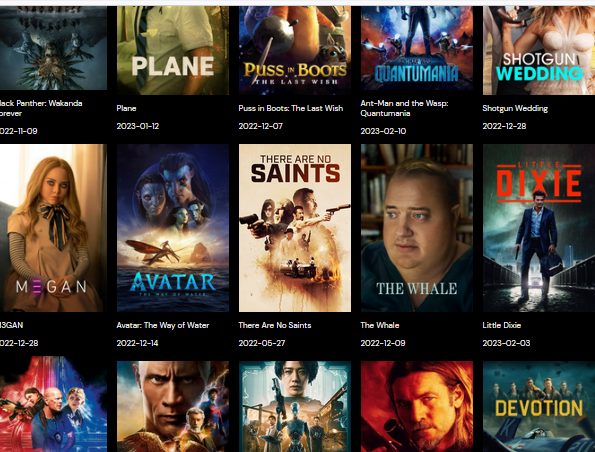 PLANE
PUSS IN BOOTS
THE LAST WISH
QUANTUMANIA
SHOTGUN
WEDDING
lack Panther: Wakanda
orever
Plane
Puss in Boots: The Last Wish
Ant-Man and the Wasp:
Quantumania
Shotgun Wedding
2022-11-09
2023-01-12
2022-12-07
2023-02-10
2022-12-28
M3GAN
AVATAR
THE WAY OF WATER
THERE ARE NO
SAINTS
THE WHALE
LITTLE
DIXIE
13GAN
Avatar: The Way of Water
There Are No Saints
The Whale
Little Dixie
022-12-28
2022-12-14
2022-05-27
2022-12-09
2023-02-03
DEVOTION